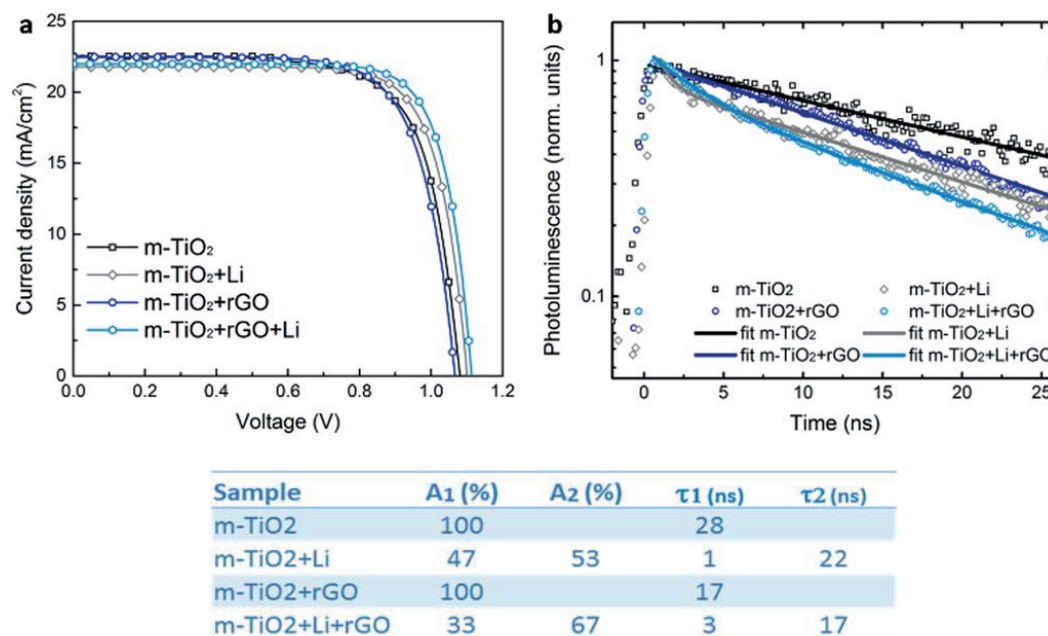 a
Current density (mA/cm²)
25
20
15
10
5
0
m-TiO₂
m-TiO₂+Li
m-TiO₂+rGO
m-TiO₂+rGO+Li
0.0 0.2 0.4 0.6 0.8 1.0 1.2
Voltage (V)
b
Photoluminescence (norm. units)
1
0.1
m-TiO₂ m-TiO₂+Li
m-TiO2+rGO m-TiO₂+Li+rGO
fit m-TiO₂ fit m-TiO₂+Li
fit m-TiO₂+rGO fit m-TiO₂+Li+rGO
0 5 10 15 20 25
Time (ns)
Sample A₁ (%) A₂ (%) τ1 (ns) τ2 (ns)
m-TiO2 100 28
m-TiO2+Li 47 53 1 22
m-TiO2+rGO 100 17
m-TiO2+Li+rGO 33 67 3 17